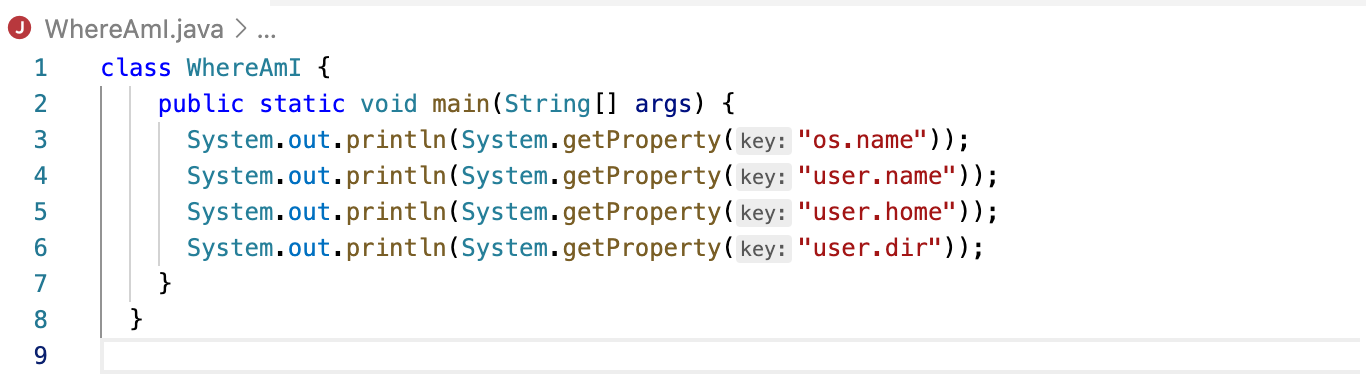 J WhereAmI.java > ...
1 class WhereAmI {
2 public static void main(String[] args) {
3 System.out.println(System.getProperty(key: "os.name"));
4 System.out.println(System.getProperty(key: "user.name"));
5 System.out.println(System.getProperty(key: "user.home"));
6 System.out.println(System.getProperty(key: "user.dir"));
7 }
8 }
9